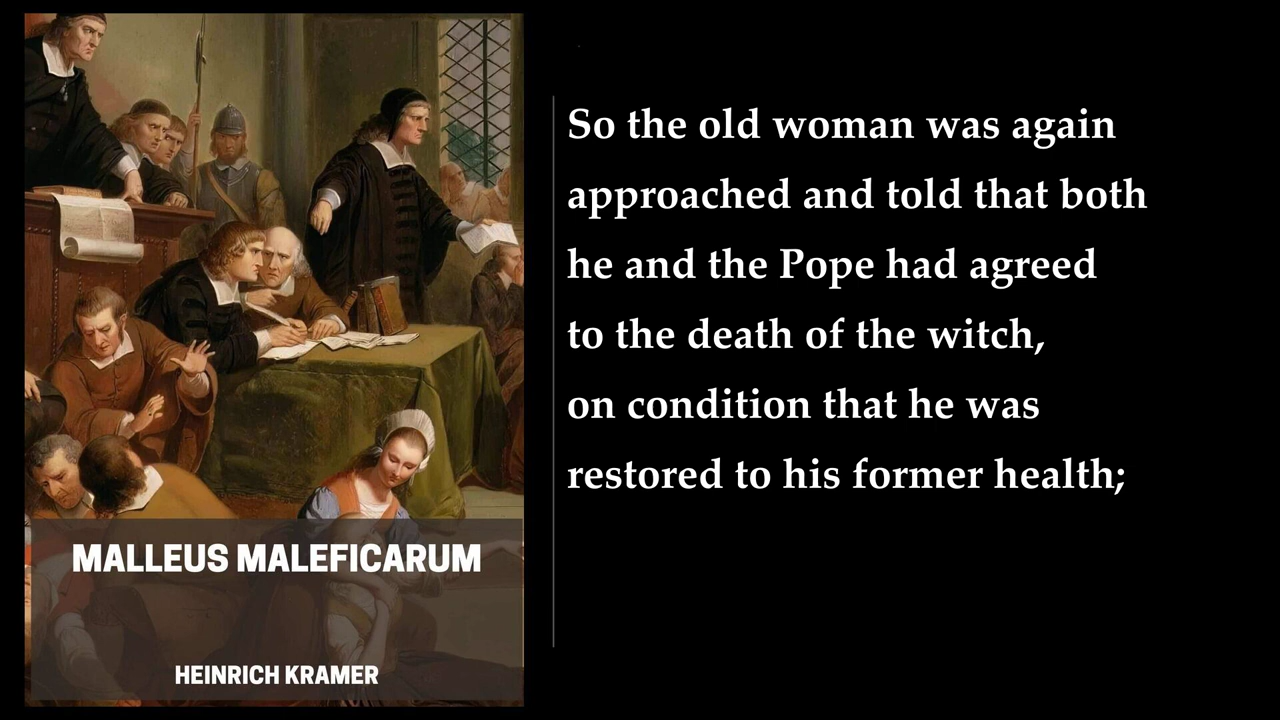 MALLEUS MALEFICARUM
HEINRICH KRAMER
So the old woman was again
approached and told that both
he and the Pope had agreed
to the death of the witch,
on condition that he was
restored to his former health;